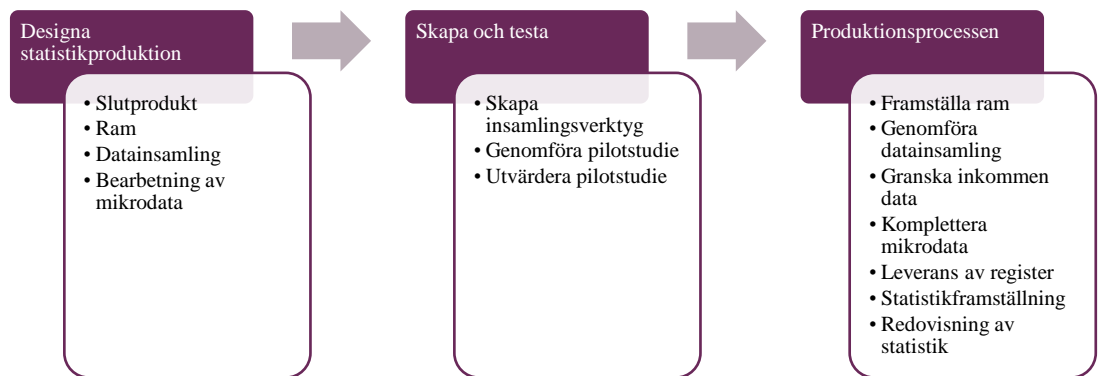 Designa
statistikproduktion
• Slutprodukt
• Ram
• Datainsamling
• Bearbetning av
mikrodata
Skapa och testa
• Skapa
insamlingsverktyg
• Genomföra pilotstudie
• Utvärdera pilotstudie
Produktionsprocessen
• Framställa ram
• Genomföra
datainsamling
• Granska inkommen
data
• Komplettera
mikrodata
• Leverans av register
• Statistikframställning
• Redovisning av
statistik